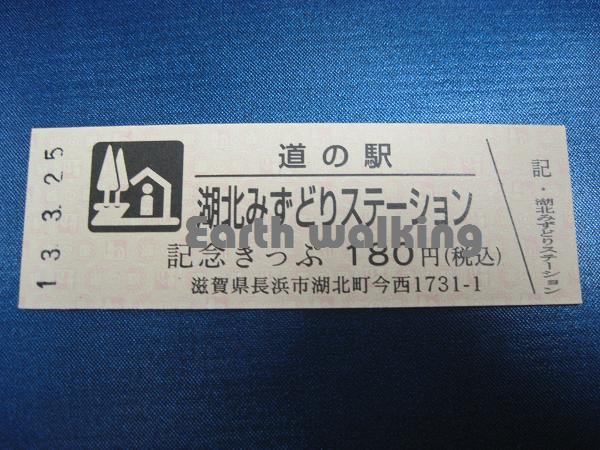 13.3.25
道の駅
湖北みずどりステーション
Earth walking
記念きっぷ 180円(税込)
滋賀県長浜市湖北町今西1731-1
記・湖北みずどりステーション